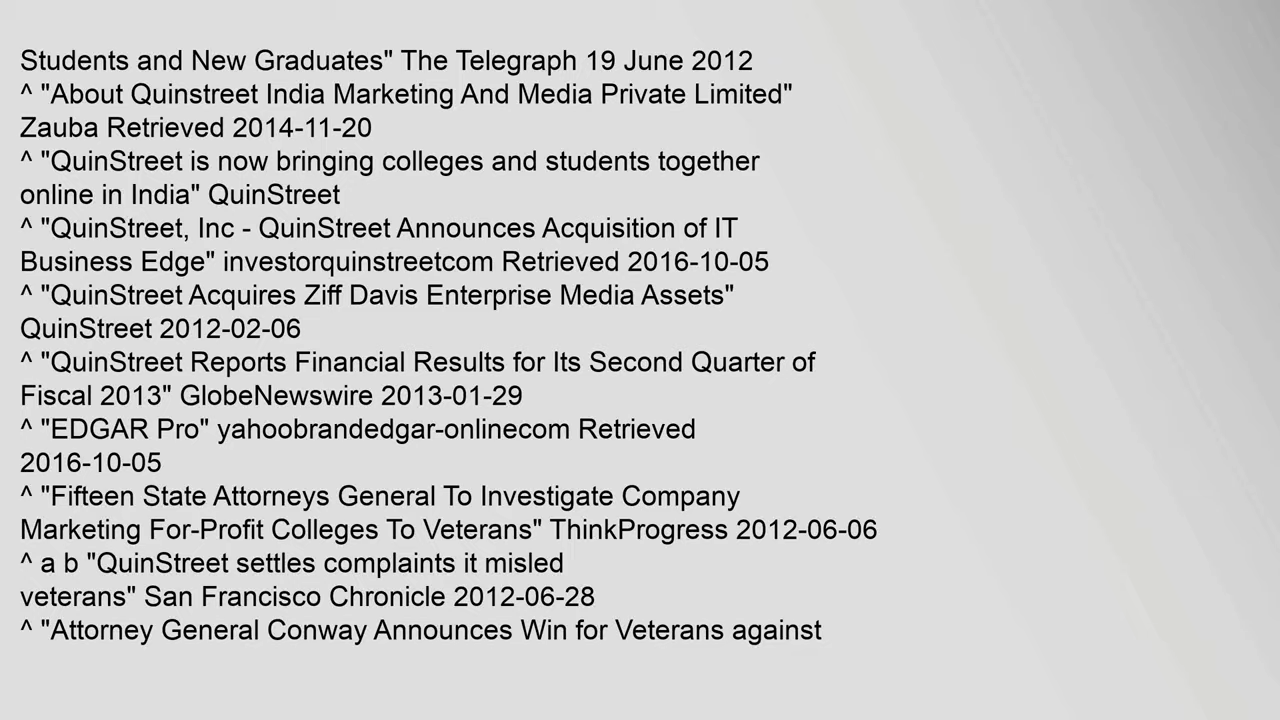 Students and New Graduates" The Telegraph 19 June 2012
^ "About Quinstreet India Marketing And Media Private Limited"
Zauba Retrieved 2014-11-20
^ "QuinStreet is now bringing colleges and students together
online in India" QuinStreet
^ "QuinStreet, Inc - QuinStreet Announces Acquisition of IT
Business Edge" investorquinstreetcom Retrieved 2016-10-05
^ "QuinStreet Acquires Ziff Davis Enterprise Media Assets"
QuinStreet 2012-02-06
^ "QuinStreet Reports Financial Results for Its Second Quarter of
Fiscal 2013" GlobeNewswire 2013-01-29
^ "EDGAR Pro" yahoobrandedgar-onlinecom Retrieved
2016-10-05
^ "Fifteen State Attorneys General To Investigate Company
Marketing For-Profit Colleges To Veterans" ThinkProgress 2012-06-06
^ a b "QuinStreet settles complaints it misled
veterans" San Francisco Chronicle 2012-06-28
^ "Attorney General Conway Announces Win for Veterans against